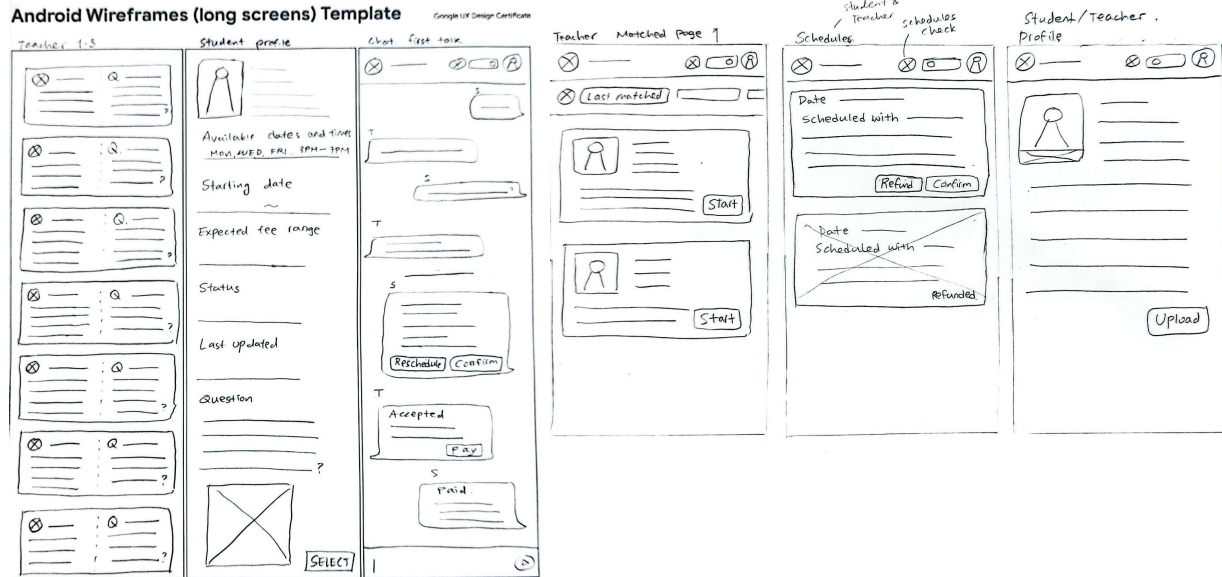 Android Wireframes (long screens) Template
Google UX Design Certificate
Teacher 1-3
Q
Q.
?
Q.
?
Q
?
Q
?
Q
?
Q
?
Student profile
Available dates and times
MON, WED, FRI. 3PM-7PM
Starting date
~
Expected fee range
Status
Last updated
Question
?
SELECT
Chat. first talk
R
S
T
S
T
S
Reschedule
Confirm
T
Accepted
Pay
S
Paid.
Teacher Matched Page
R
Last matched
Start
Start
student &
Teacher
Schedules
schedules
check
R
Date
Scheduled with
Refund
Confirm
Date
Scheduled with
Refunded
Student/Teacher.
Profile
R
Upload